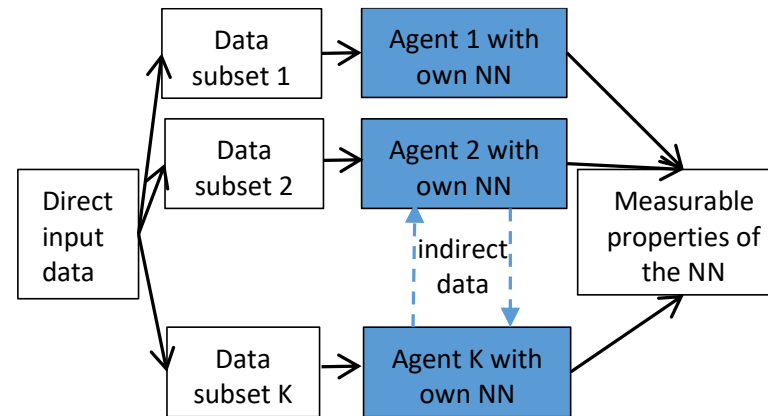 Data
subset 1
Agent 1 with
own NN
Data
subset 2
Agent 2 with
own NN
Direct
input
data
Measurable
properties of
the NN
indirect
data
Data
subset K
Agent K with
own NN